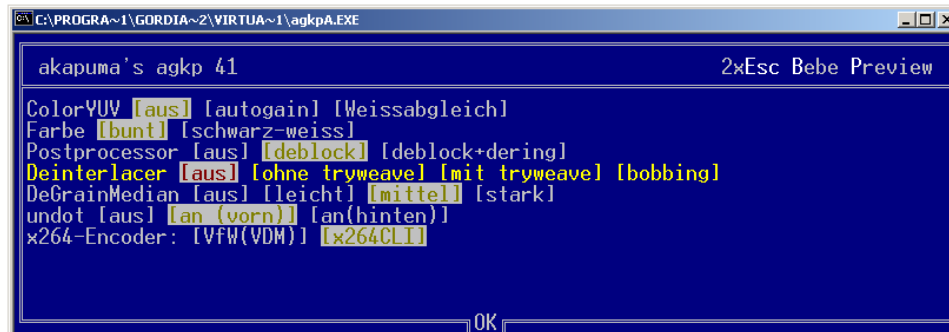 C:\PROGRA~1\GORDIA~2\VIRTUA~1\agkpA.EXE
akapuma's agkp 41 2xEsc Bebe Preview
ColorYUV [aus] [autogain] [Weissabgleich]
Farbe [bunt] [schwarz-weiss]
Postprocessor [aus] [deblock] [deblock+dering]
Deinterlacer [aus] [ohne tryweave] [mit tryweave] [bobbing]
DeGrainMedian [aus] [leicht] [mittel] [stark]
undot [aus] [an (vorn)] [an(hinten)]
x264-Encoder: [VfW(VDM)] [x264CLI]
OK